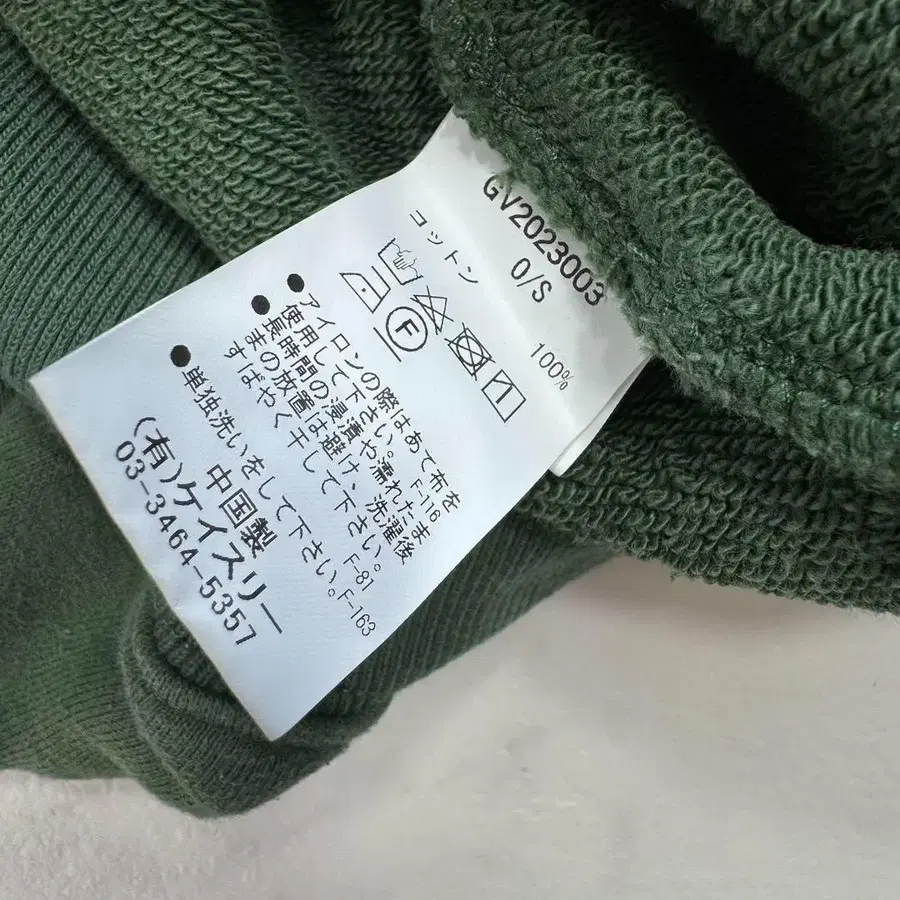 GV2023003
O/S
コットン 100%
F
●アイロンの際はあて布を
使用して下さい。 F-116
●長時間の浸漬や濡れたま
まの放置は避け、洗濯後
すばやく干して下さい。 F-81
●単独洗いをして下さい。 F-163
中国製
(有)ケイスリー
03-3464-5357